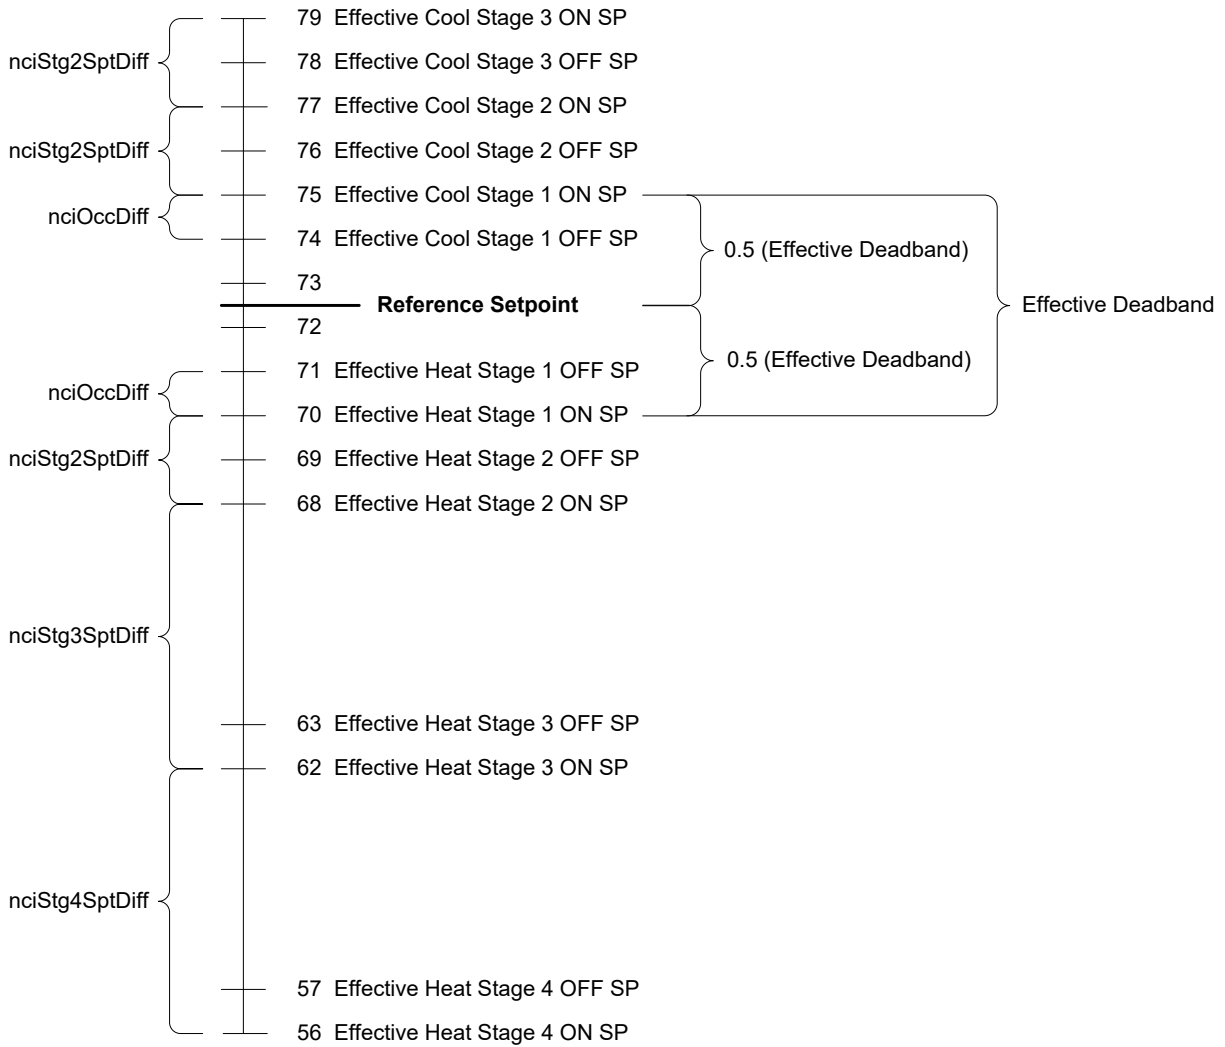 79 Effective Cool Stage 3 ON SP
nciStg2SptDiff
78 Effective Cool Stage 3 OFF SP
77 Effective Cool Stage 2 ON SP
nciStg2SptDiff
76 Effective Cool Stage 2 OFF SP
75 Effective Cool Stage 1 ON SP
nciOccDiff
74 Effective Cool Stage 1 OFF SP
0.5 (Effective Deadband)
73
Reference Setpoint
Effective Deadband
72
0.5 (Effective Deadband)
71 Effective Heat Stage 1 OFF SP
nciOccDiff
70 Effective Heat Stage 1 ON SP
nciStg2SptDiff
69 Effective Heat Stage 2 OFF SP
68 Effective Heat Stage 2 ON SP
nciStg3SptDiff
63 Effective Heat Stage 3 OFF SP
62 Effective Heat Stage 3 ON SP
nciStg4SptDiff
57 Effective Heat Stage 4 OFF SP
56 Effective Heat Stage 4 ON SP